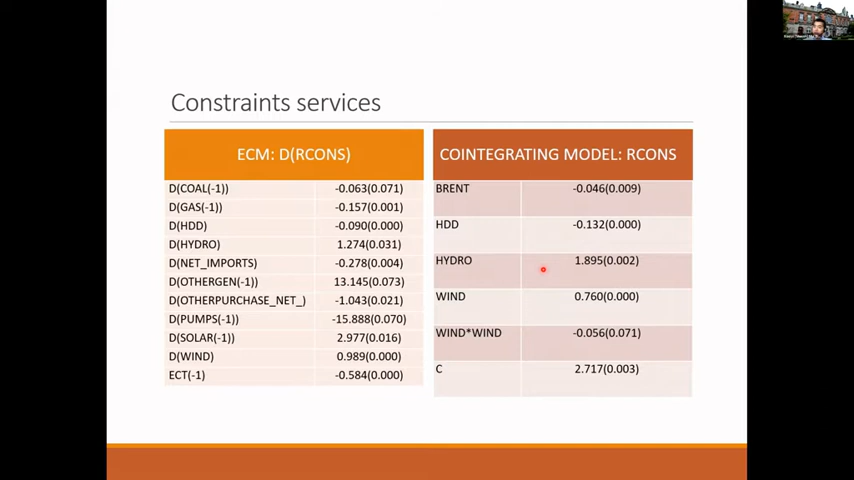 Constraints services
ECM: D(RCONS)
D(COAL(-1)) -0.063(0.071)
D(GAS(-1)) -0.157(0.001)
D(HDD) -0.090(0.000)
D(HYDRO) 1.274(0.031)
D(NET_IMPORTS) -0.278(0.004)
D(OTHERGEN(-1)) 13.145(0.073)
D(OTHERPURCHASE_NET_) -1.043(0.021)
D(PUMPS(-1)) -15.888(0.070)
D(SOLAR(-1)) 2.977(0.016)
D(WIND) 0.989(0.000)
ECT(-1) -0.584(0.000)
COINTEGRATING MODEL: RCONS
BRENT -0.046(0.009)
HDD -0.132(0.000)
HYDRO 1.895(0.002)
WIND 0.760(0.000)
WIND*WIND -0.056(0.071)
C 2.717(0.003)